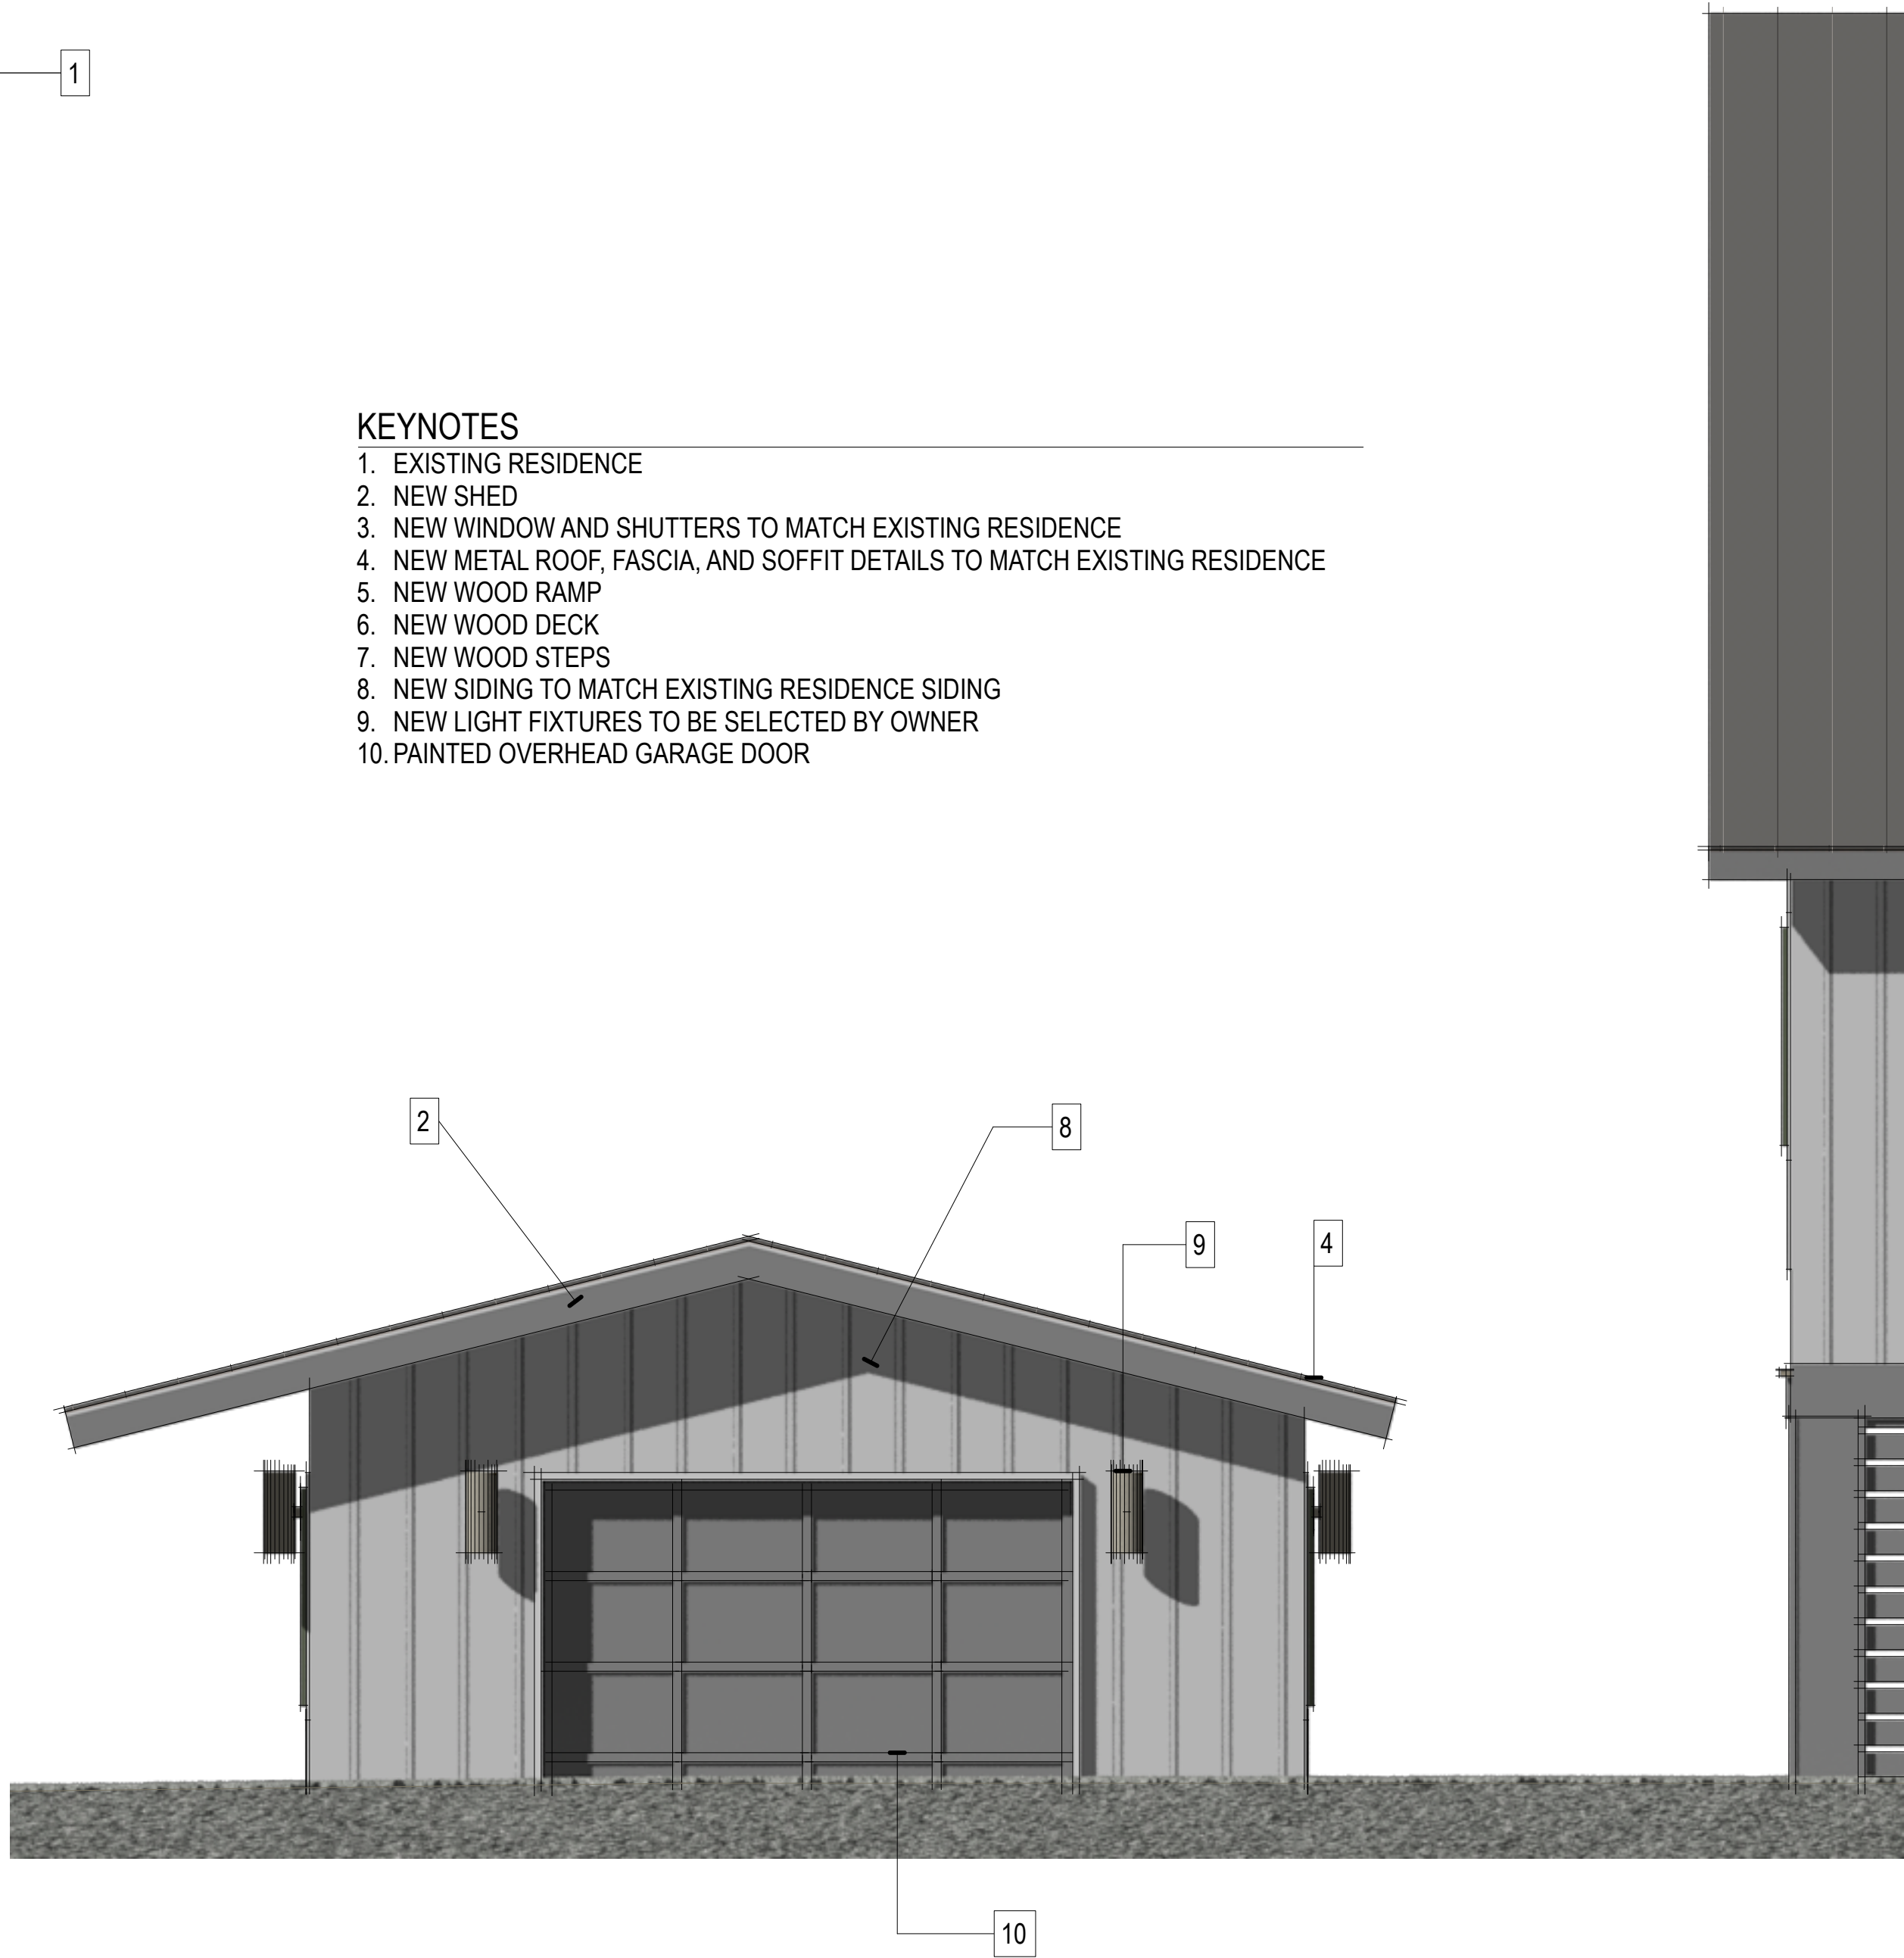 1
KEYNOTES
1. EXISTING RESIDENCE
2. NEW SHED
3. NEW WINDOW AND SHUTTERS TO MATCH EXISTING RESIDENCE
4. NEW METAL ROOF, FASCIA, AND SOFFIT DETAILS TO MATCH EXISTING RESIDENCE
5. NEW WOOD RAMP
6. NEW WOOD DECK
7. NEW WOOD STEPS
8. NEW SIDING TO MATCH EXISTING RESIDENCE SIDING
9. NEW LIGHT FIXTURES TO BE SELECTED BY OWNER
10. PAINTED OVERHEAD GARAGE DOOR
2
8
9
4
10